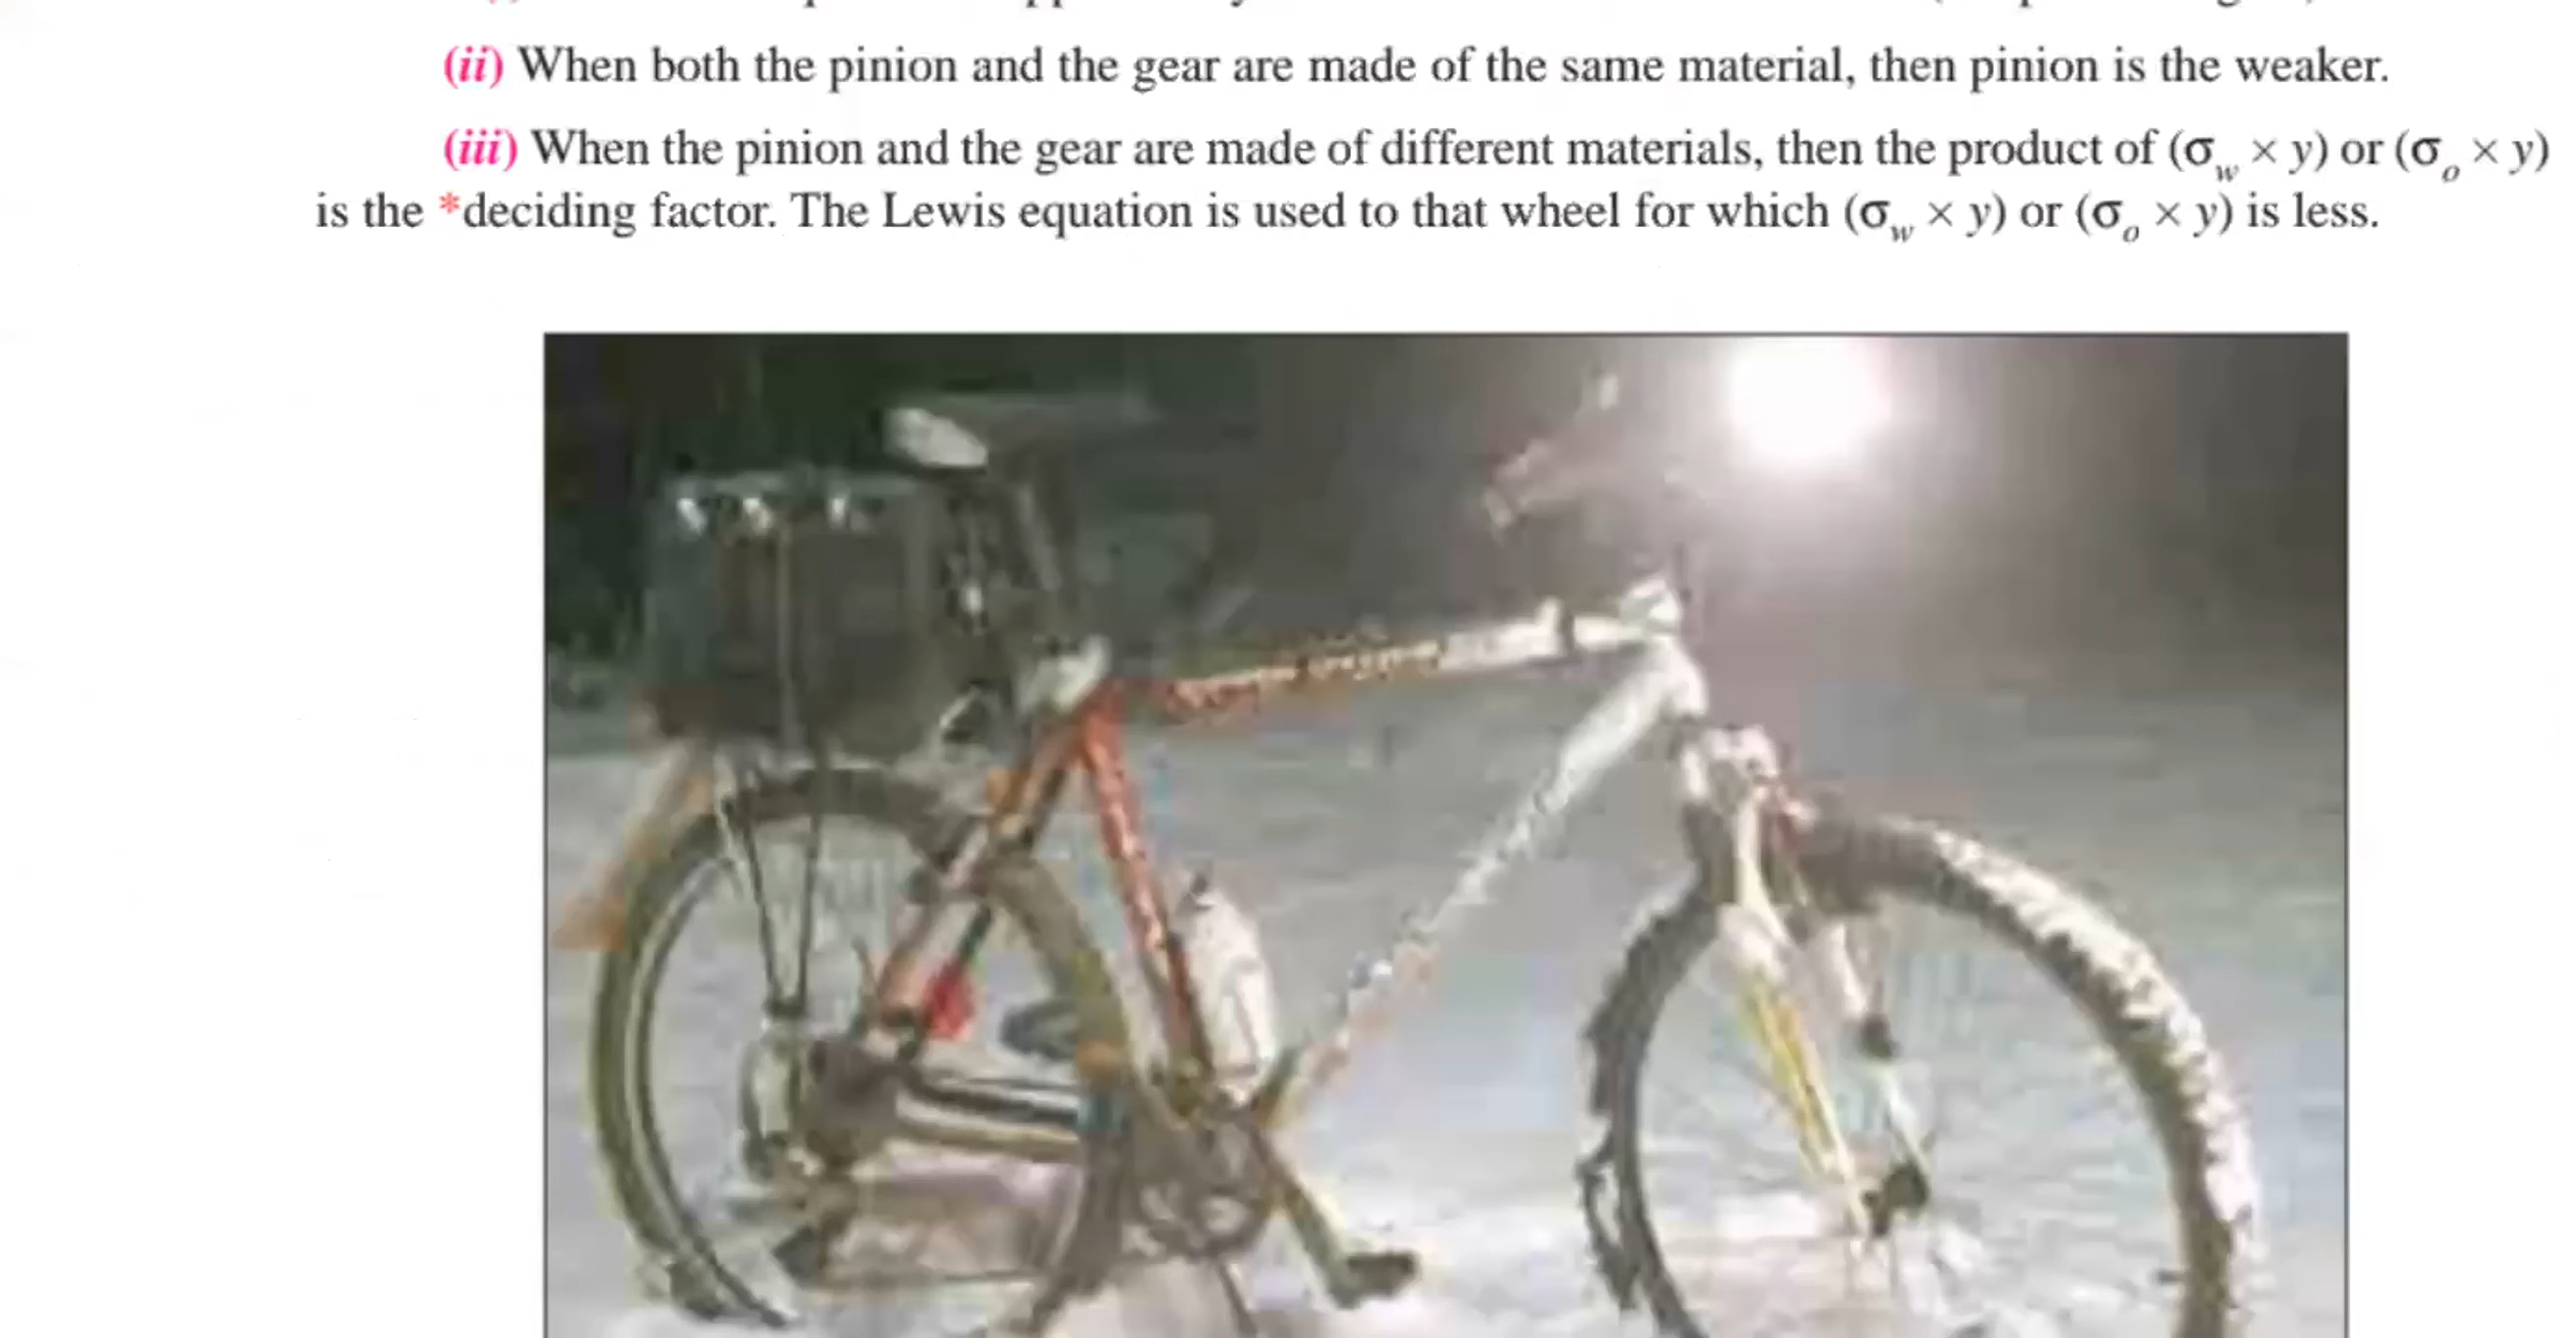 (ii) When both the pinion and the gear are made of the same material, then pinion is the weaker.
(iii) When the pinion and the gear are made of different materials, then the product of (σw × y) or (σo × y)
is the *deciding factor. The Lewis equation is used to that wheel for which (σw × y) or (σo × y) is less.